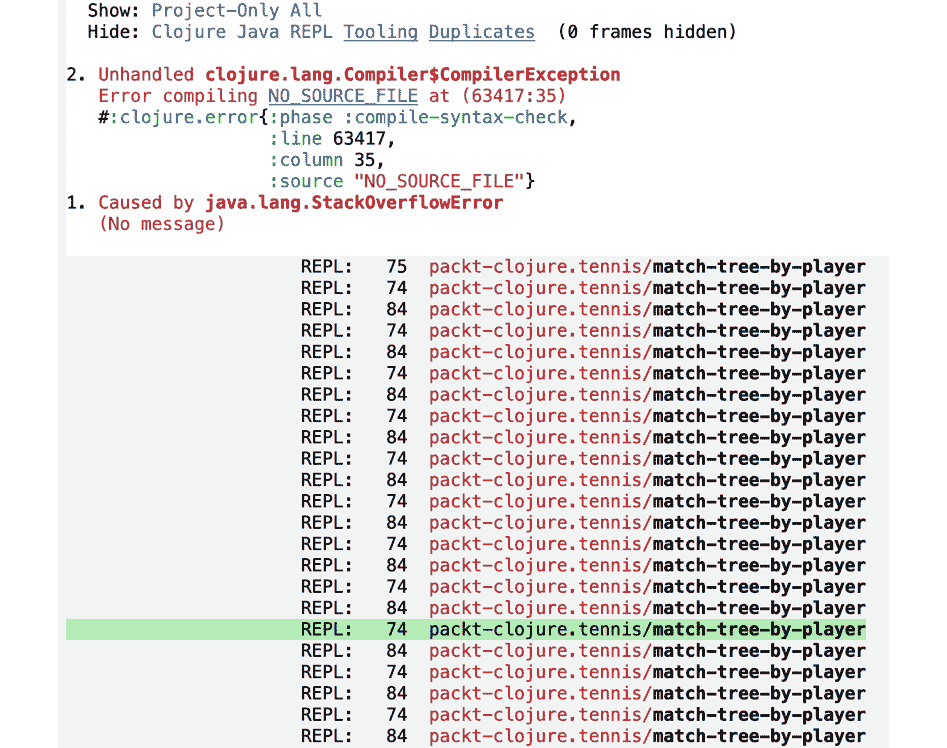 Show: Project-Only All
Hide: Clojure Java REPL Tooling Duplicates (0 frames hidden)
2. Unhandled clojure.lang.Compiler$CompilerException
Error compiling NO_SOURCE_FILE at (63417:35)
#:clojure.error{:phase :compile-syntax-check,
:line 63417,
:column 35,
:source "NO_SOURCE_FILE"}
1. Caused by java.lang.StackOverflowError
(No message)
REPL: 75 packt-clojure.tennis/match-tree-by-player
REPL: 74 packt-clojure.tennis/match-tree-by-player
REPL: 84 packt-clojure.tennis/match-tree-by-player
REPL: 74 packt-clojure.tennis/match-tree-by-player
REPL: 84 packt-clojure.tennis/match-tree-by-player
REPL: 74 packt-clojure.tennis/match-tree-by-player
REPL: 84 packt-clojure.tennis/match-tree-by-player
REPL: 74 packt-clojure.tennis/match-tree-by-player
REPL: 84 packt-clojure.tennis/match-tree-by-player
REPL: 74 packt-clojure.tennis/match-tree-by-player
REPL: 84 packt-clojure.tennis/match-tree-by-player
REPL: 74 packt-clojure.tennis/match-tree-by-player
REPL: 84 packt-clojure.tennis/match-tree-by-player
REPL: 74 packt-clojure.tennis/match-tree-by-player
REPL: 84 packt-clojure.tennis/match-tree-by-player
REPL: 74 packt-clojure.tennis/match-tree-by-player
REPL: 84 packt-clojure.tennis/match-tree-by-player
REPL: 74 packt-clojure.tennis/match-tree-by-player
REPL: 84 packt-clojure.tennis/match-tree-by-player
REPL: 74 packt-clojure.tennis/match-tree-by-player
REPL: 84 packt-clojure.tennis/match-tree-by-player
REPL: 74 packt-clojure.tennis/match-tree-by-player
REPL: 84 packt-clojure.tennis/match-tree-by-player